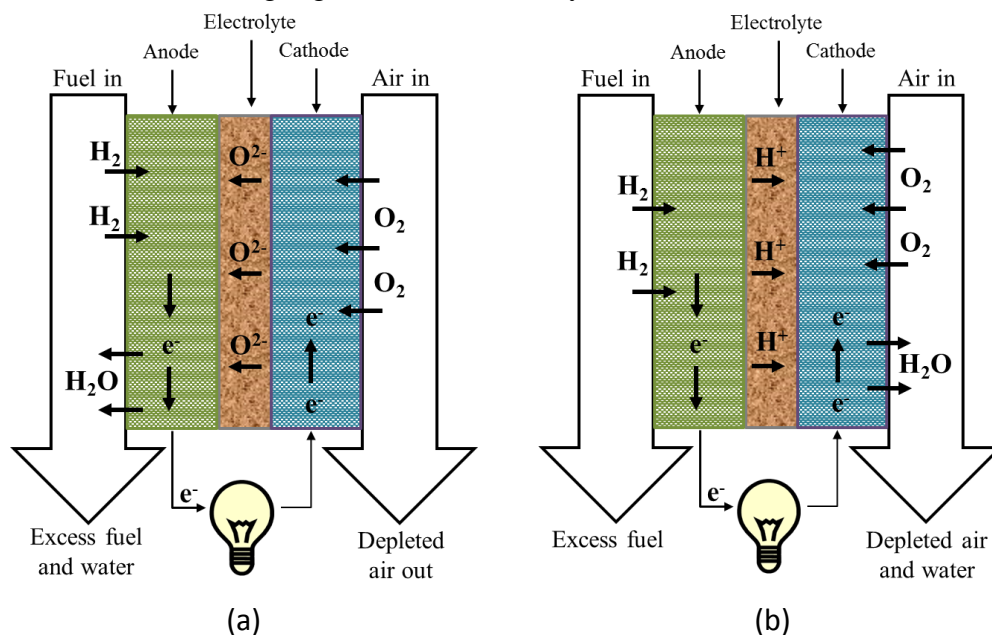 Electrolyte
Anode
Cathode
Fuel in
Air in
H₂
H₂
O²⁻
O²⁻
O²⁻
O₂
O₂
e⁻
e⁻
e⁻
H₂O
e⁻
Excess fuel
and water
Depleted
air out
(a)
Electrolyte
Anode
Cathode
Fuel in
Air in
H₂
H₂
H⁺
H⁺
H⁺
O₂
O₂
e⁻
e⁻
e⁻
H₂O
e⁻
Excess fuel
Depleted air
and water
(b)